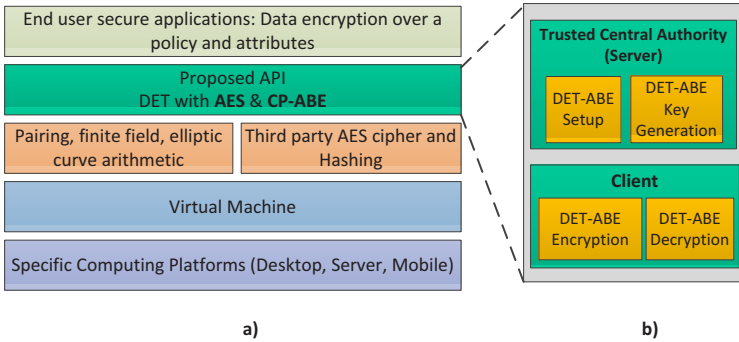 End user secure applications: Data encryption over a
policy and attributes
Proposed API
DET with AES & CP-ABE
Pairing, finite field, elliptic
curve arithmetic
Third party AES cipher and
Hashing
Virtual Machine
Specific Computing Platforms (Desktop, Server, Mobile)
a)
Trusted Central Authority
(Server)
DET-ABE
Setup
DET-ABE
Key
Generation
Client
DET-ABE
Encryption
DET-ABE
Decryption
b)